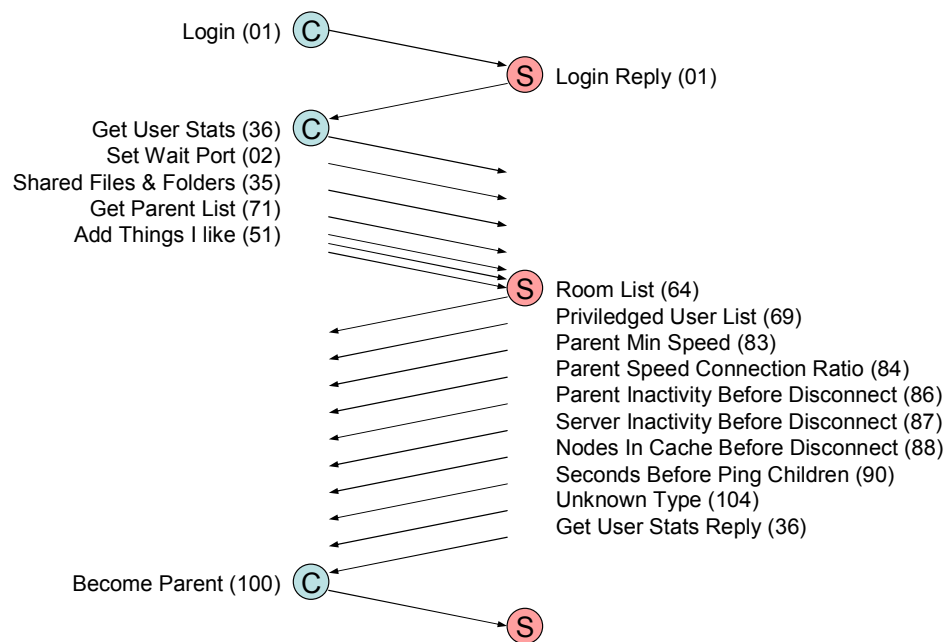 Login (01)
C
S
Login Reply (01)
Get User Stats (36)
C
Set Wait Port (02)
Shared Files & Folders (35)
Get Parent List (71)
Add Things I like (51)
S
Room List (64)
Priviledged User List (69)
Parent Min Speed (83)
Parent Speed Connection Ratio (84)
Parent Inactivity Before Disconnect (86)
Server Inactivity Before Disconnect (87)
Nodes In Cache Before Disconnect (88)
Seconds Before Ping Children (90)
Unknown Type (104)
Get User Stats Reply (36)
Become Parent (100)
C
S